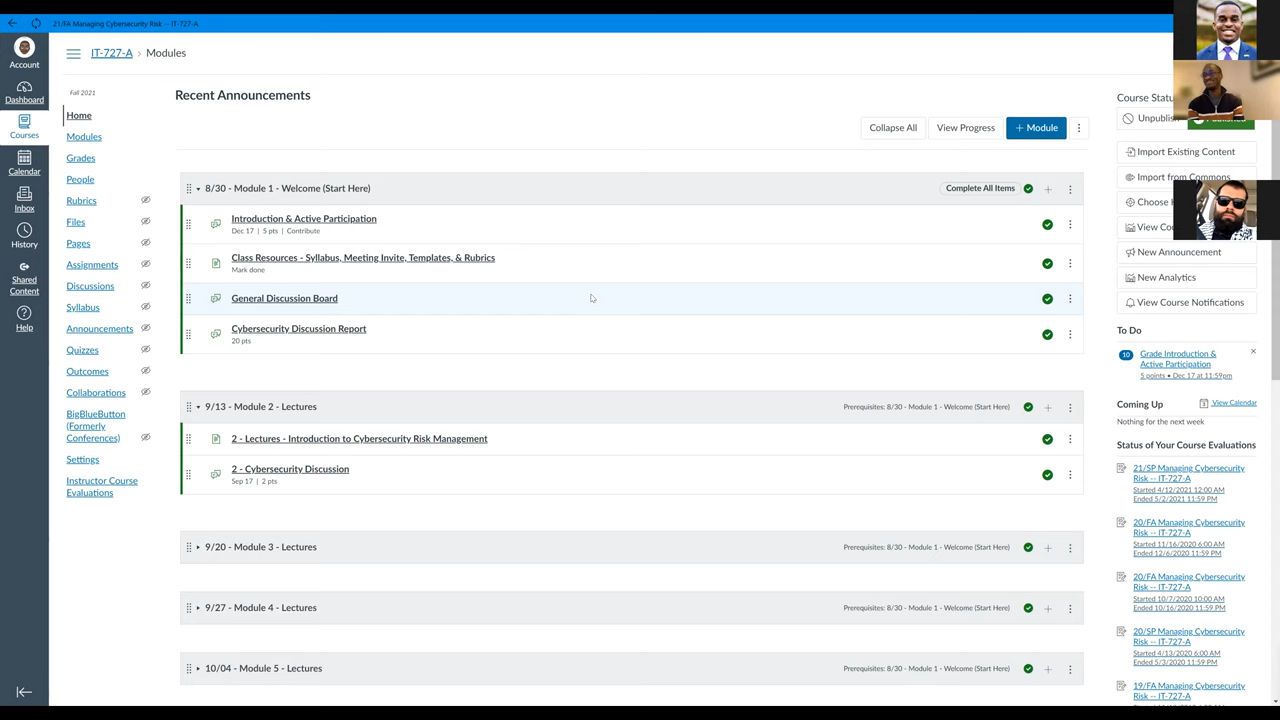 21/FA Managing Cybersecurity Risk -- IT-727-A
Account
Dashboard
Courses
Calendar
Inbox
History
Shared
Content
Help
IT-727-A › Modules
Fall 2021
Home
Modules
Grades
People
Rubrics
Files
Pages
Assignments
Discussions
Syllabus
Announcements
Quizzes
Outcomes
Collaborations
BigBlueButton
(Formerly
Conferences)
Settings
Instructor Course
Evaluations
Recent Announcements
Collapse All
View Progress
+ Module
8/30 - Module 1 - Welcome (Start Here)
Complete All Items
Introduction & Active Participation
Dec 17 | 5 pts | Contribute
Class Resources - Syllabus, Meeting Invite, Templates, & Rubrics
Mark done
General Discussion Board
Cybersecurity Discussion Report
20 pts
9/13 - Module 2 - Lectures
Prerequisites: 8/30 - Module 1 - Welcome (Start Here)
2 - Lectures - Introduction to Cybersecurity Risk Management
2 - Cybersecurity Discussion
Sep 17 | 2 pts
9/20 - Module 3 - Lectures
Prerequisites: 8/30 - Module 1 - Welcome (Start Here)
9/27 - Module 4 - Lectures
Prerequisites: 8/30 - Module 1 - Welcome (Start Here)
10/04 - Module 5 - Lectures
Prerequisites: 8/30 - Module 1 - Welcome (Start Here)
Course
Import Existing Content
Import from Commons
Choose
View
New Announcement
New Analytics
View Course Notifications
To Do
10
Grade Introduction &
Active Participation
5 points • Dec 17 at 11:59pm
Coming Up
View Calendar
Nothing for the next week
Status of Your Course Evaluations
21/SP Managing Cybersecurity
Risk -- IT-727-A
Started 4/12/2021 12:00 AM
Ended 5/2/2021 11:59 PM
20/FA Managing Cybersecurity
Risk -- IT-727-A
Started 11/16/2020 6:00 AM
Ended 12/6/2020 11:59 PM
20/FA Managing Cybersecurity
Risk -- IT-727-A
Started 10/7/2020 10:00 AM
Ended 10/16/2020 11:59 PM
20/SP Managing Cybersecurity
Risk -- IT-727-A
Started 4/13/2020 6:00 AM
Ended 5/3/2020 11:59 PM
19/FA Managing Cybersecurity
Risk -- IT-727-A